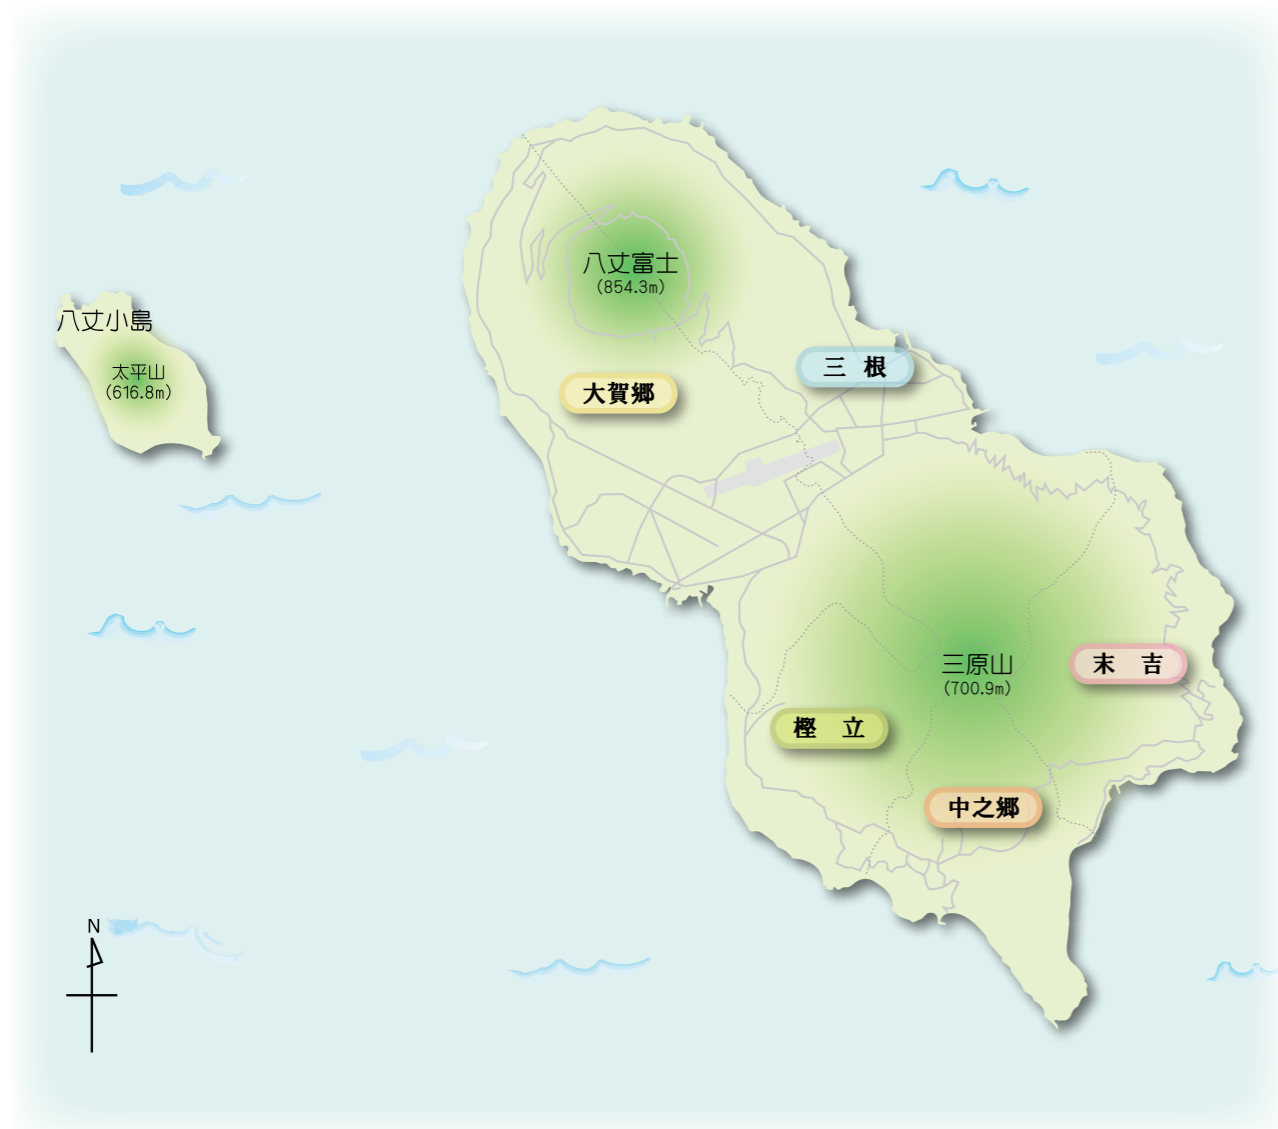 八丈富士
(854.3m)
八丈小島
太平山
(616.8m)
三 根
大賀郷
三原山
(700.9m)
末 吉
樫 立
中之郷
N